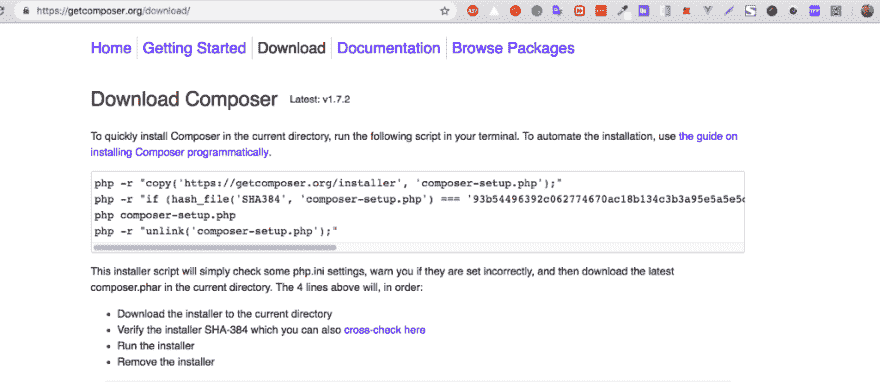 https://getcomposer.org/download/
Home Getting Started Download Documentation Browse Packages
Download Composer Latest: v1.7.2
To quickly install Composer in the current directory, run the following script in your terminal. To automate the installation, use the guide on
installing Composer programmatically.
php -r "copy('https://getcomposer.org/installer', 'composer-setup.php');"
php -r "if (hash_file('SHA384', 'composer-setup.php') === '93b54496392c062774670ac18b134c3b3a95e5a5e5
php composer-setup.php
php -r "unlink('composer-setup.php');"
This installer script will simply check some php.ini settings, warn you if they are set incorrectly, and then download the latest
composer.phar in the current directory. The 4 lines above will, in order:
• Download the installer to the current directory
• Verify the installer SHA-384 which you can also cross-check here
• Run the installer
• Remove the installer